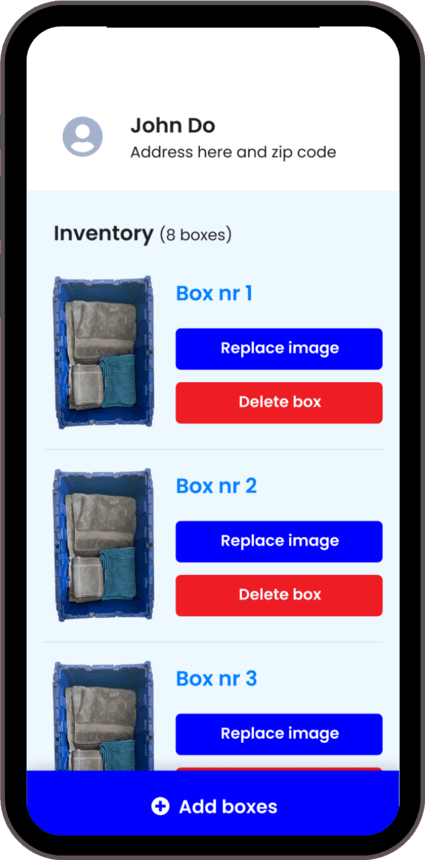 John Do
Address here and zip code
Inventory (8 boxes)
Box nr 1
Replace image
Delete box
Box nr 2
Replace image
Delete box
Box nr 3
Replace image
Add boxes